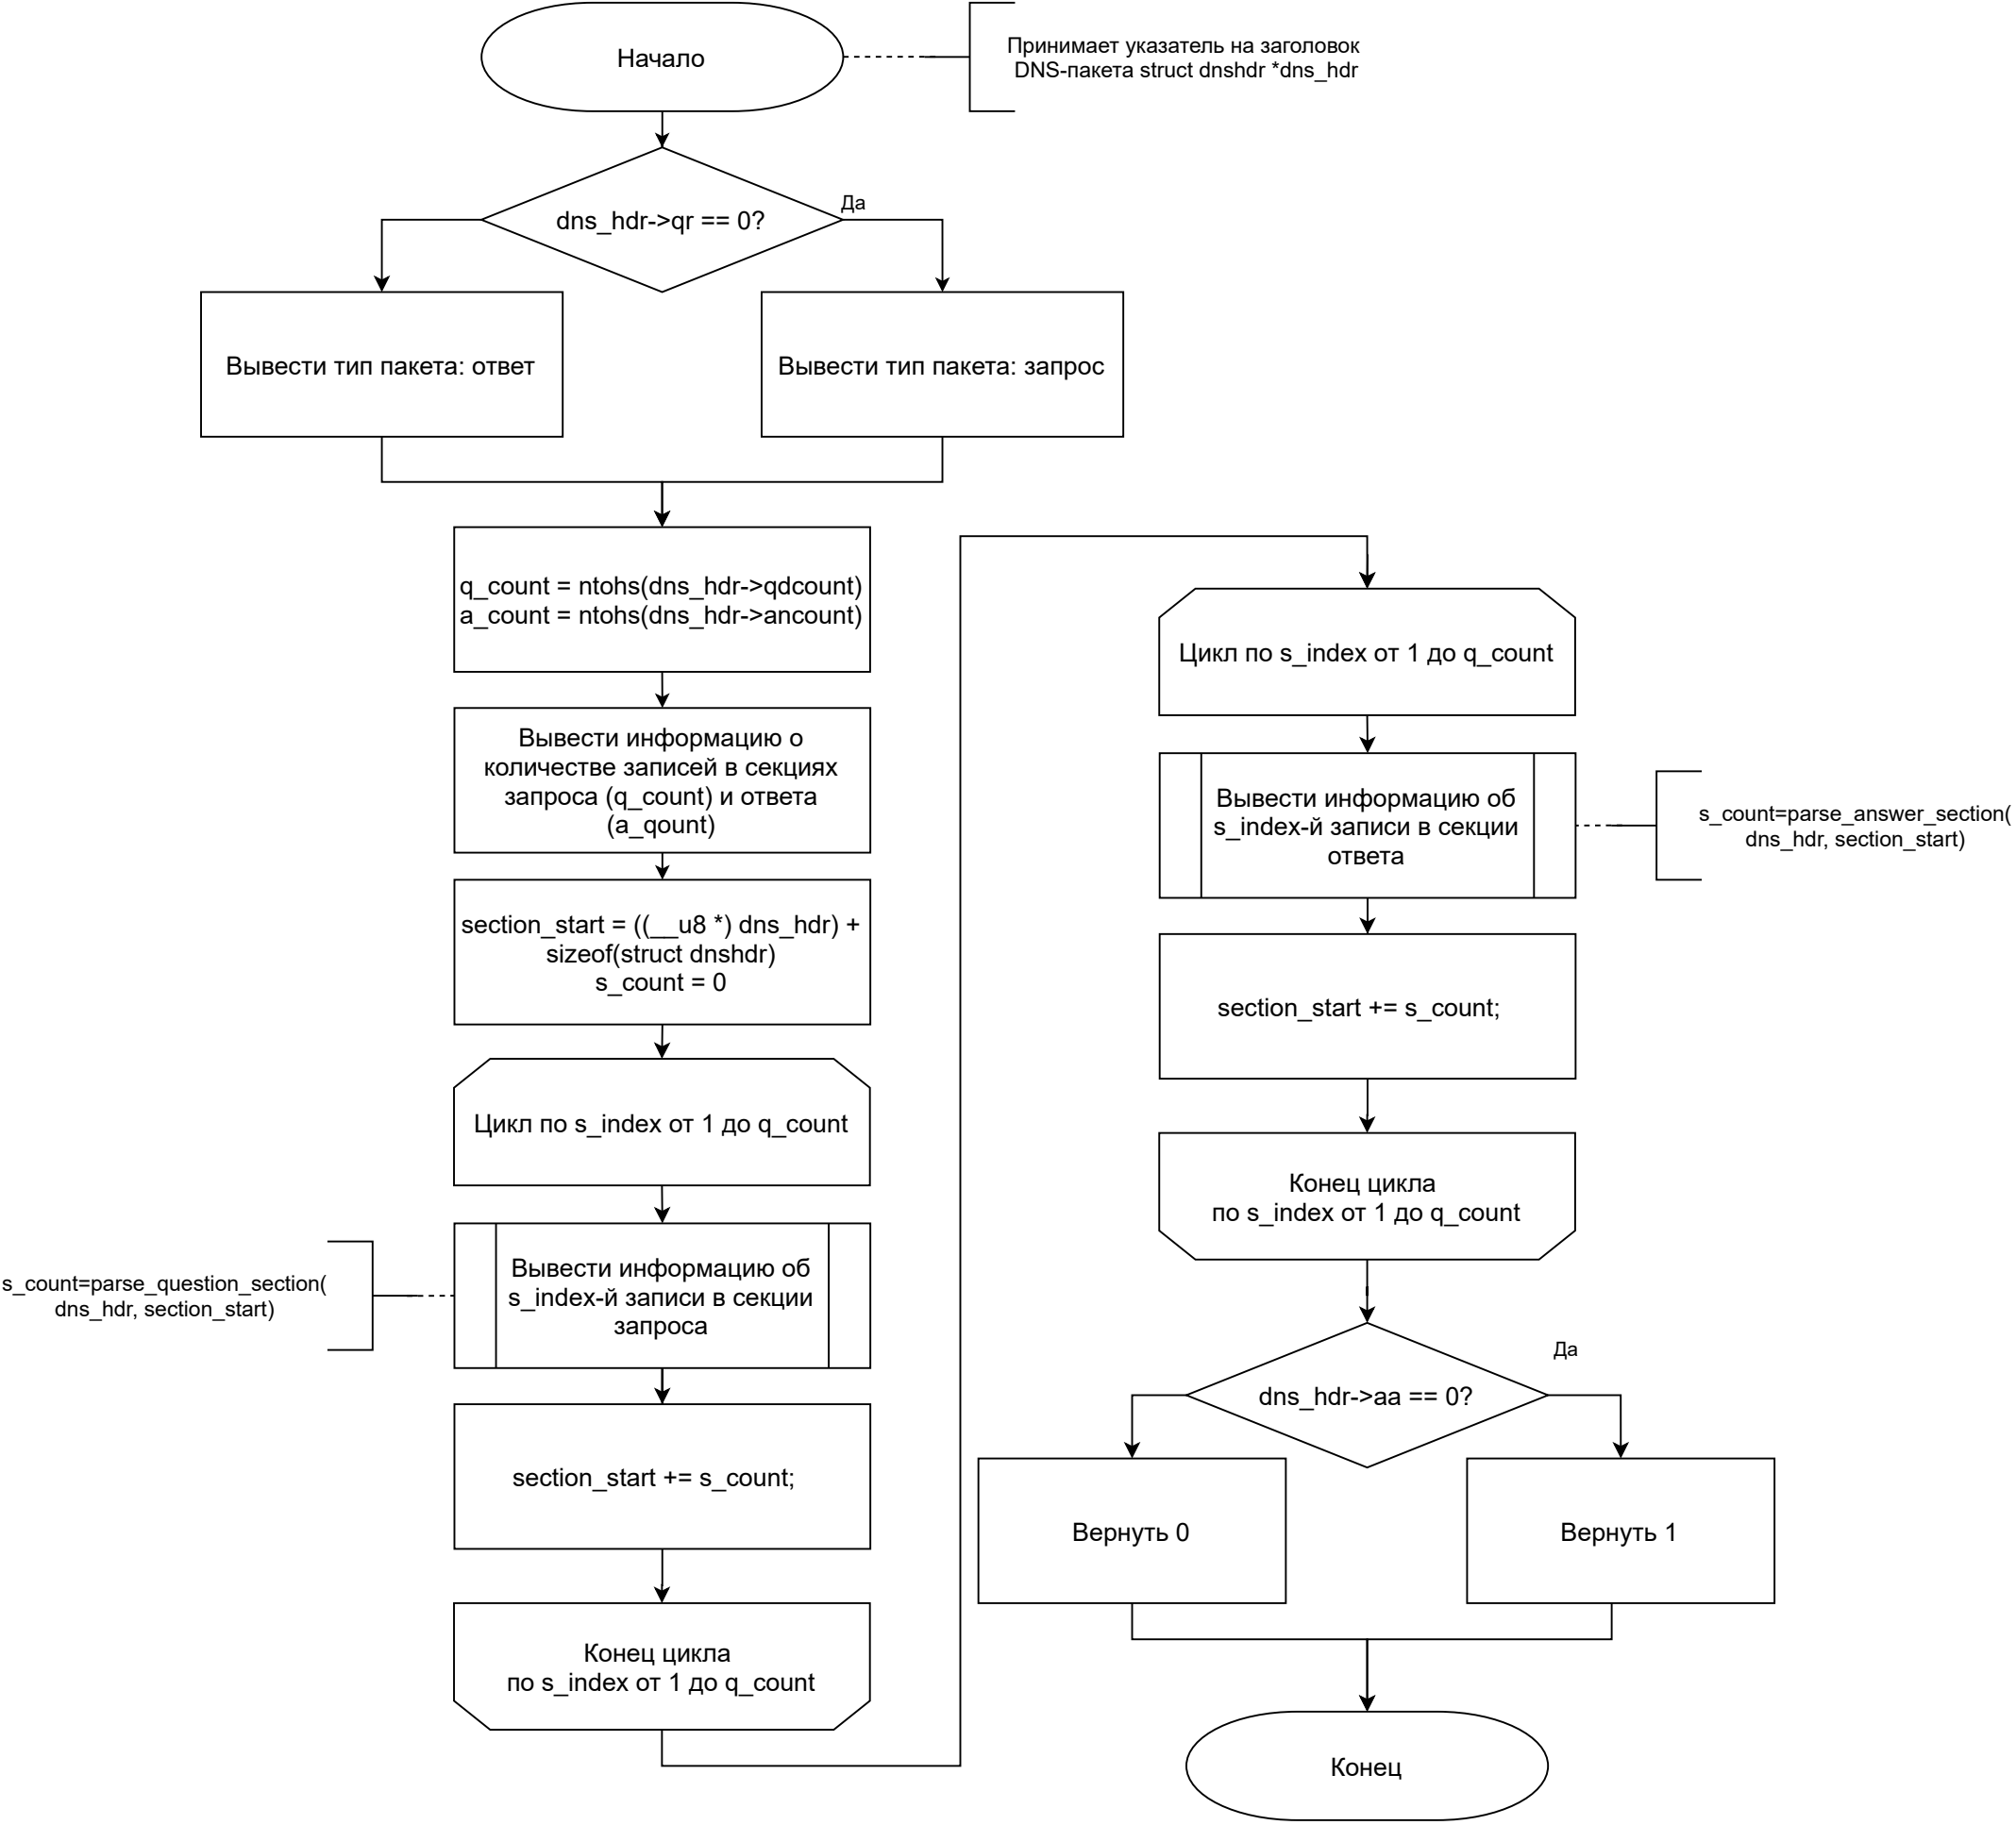 Начало
Принимает указатель на заголовок
DNS-пакета struct dnshdr *dns_hdr
dns_hdr->qr == 0?
Да
Вывести тип пакета: ответ
Вывести тип пакета: запрос
q_count = ntohs(dns_hdr->qdcount)
a_count = ntohs(dns_hdr->ancount)
Вывести информацию о
количестве записей в секциях
запроса (q_count) и ответа
(a_qount)
section_start = ((__u8 *) dns_hdr) +
sizeof(struct dnshdr)
s_count = 0
Цикл по s_index от 1 до q_count
s_count=parse_question_section(
dns_hdr, section_start)
Вывести информацию об
s_index-й записи в секции
запроса
section_start += s_count;
Конец цикла
по s_index от 1 до q_count
Цикл по s_index от 1 до q_count
Вывести информацию об
s_index-й записи в секции
ответа
s_count=parse_answer_section(
dns_hdr, section_start)
section_start += s_count;
Конец цикла
по s_index от 1 до q_count
dns_hdr->aa == 0?
Да
Вернуть 0
Вернуть 1
Конец